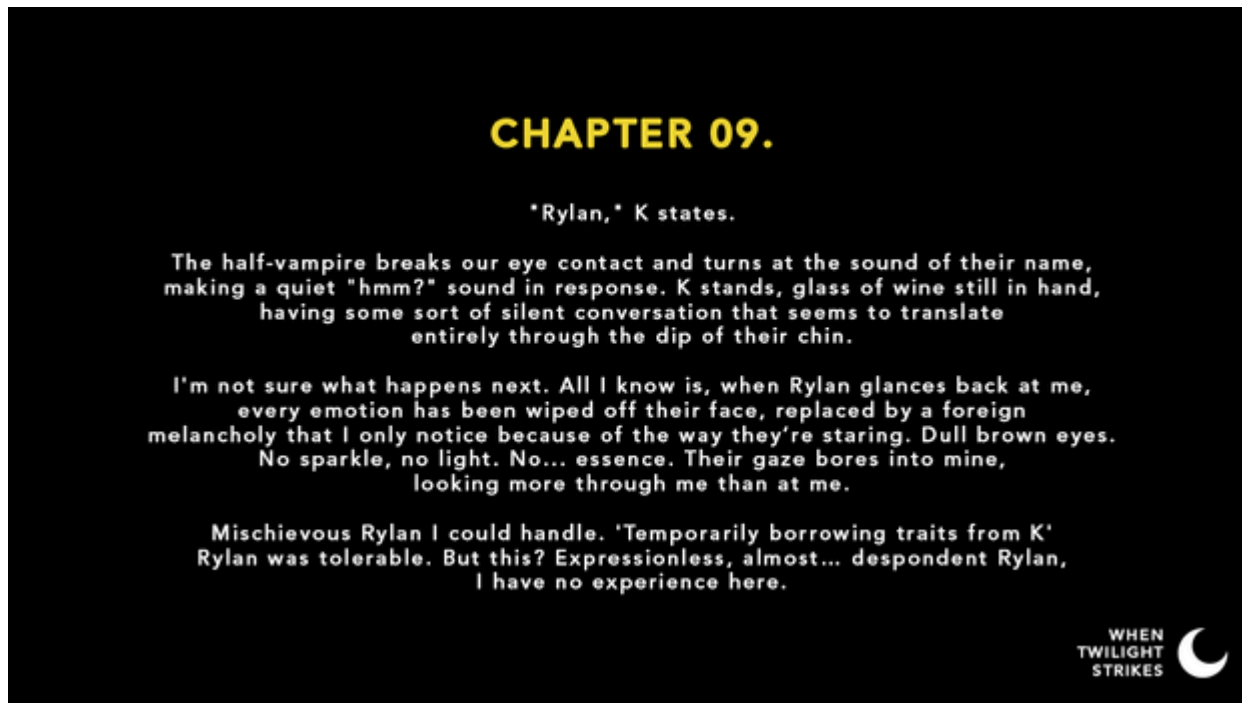 CHAPTER 09.
"Rylan," K states.
The half-vampire breaks our eye contact and turns at the sound of their name,
making a quiet "hmm?" sound in response. K stands, glass of wine still in hand,
having some sort of silent conversation that seems to translate
entirely through the dip of their chin.
I'm not sure what happens next. All I know is, when Rylan glances back at me,
every emotion has been wiped off their face, replaced by a foreign
melancholy that I only notice because of the way they’re staring. Dull brown eyes.
No sparkle, no light. No... essence. Their gaze bores into mine,
looking more through me than at me.
Mischievous Rylan I could handle. 'Temporarily borrowing traits from K'
Rylan was tolerable. But this? Expressionless, almost... despondent Rylan,
I have no experience here.
WHEN
TWILIGHT
STRIKES